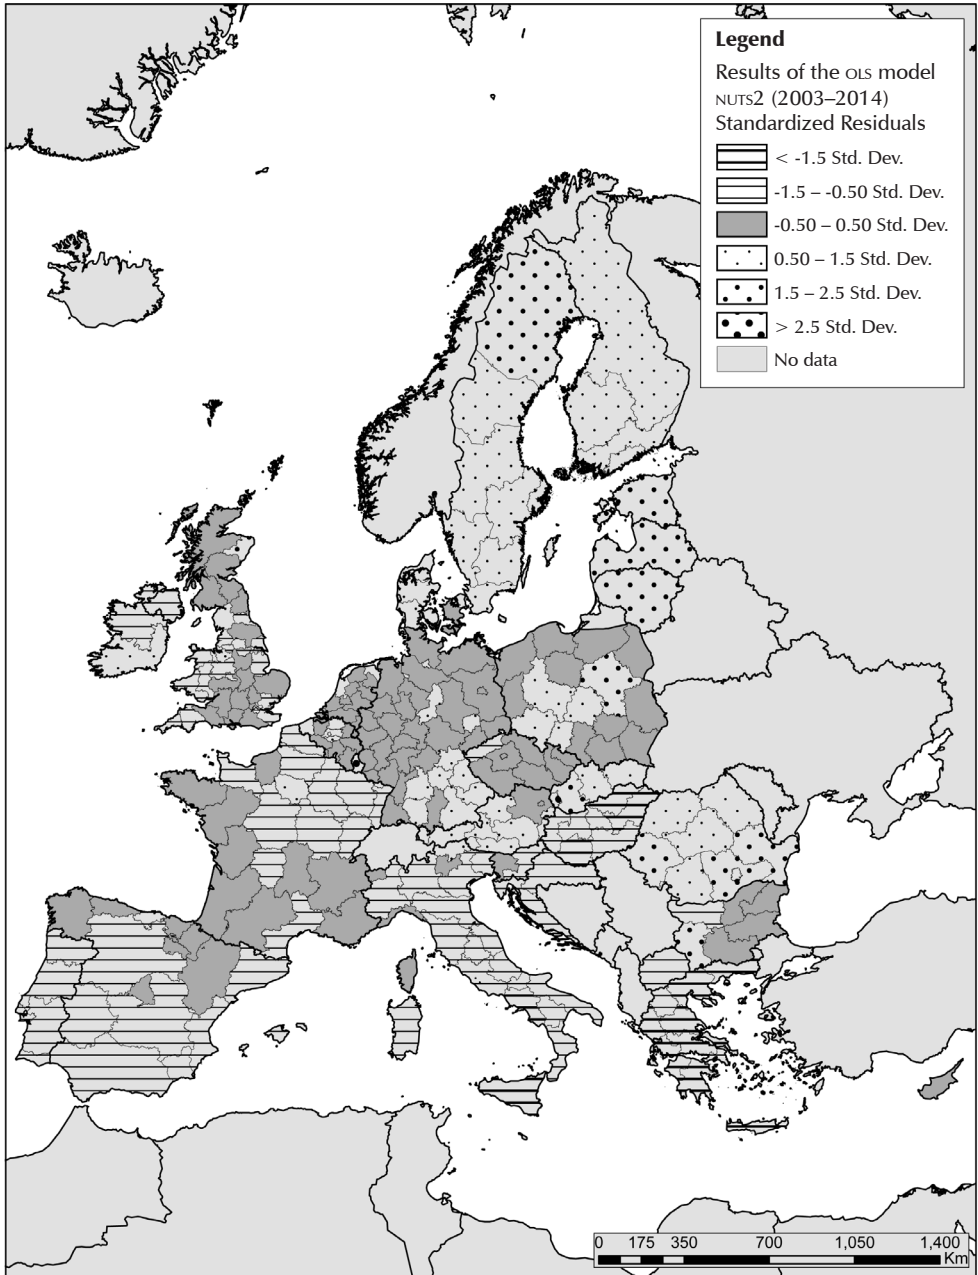 Legend
Results of the OLS model
NUTS2 (2003–2014)
Standardized Residuals
< -1.5 Std. Dev.
-1.5 – -0.50 Std. Dev.
-0.50 – 0.50 Std. Dev.
0.50 – 1.5 Std. Dev.
1.5 – 2.5 Std. Dev.
> 2.5 Std. Dev.
No data
0 175 350 700 1,050 1,400
Km